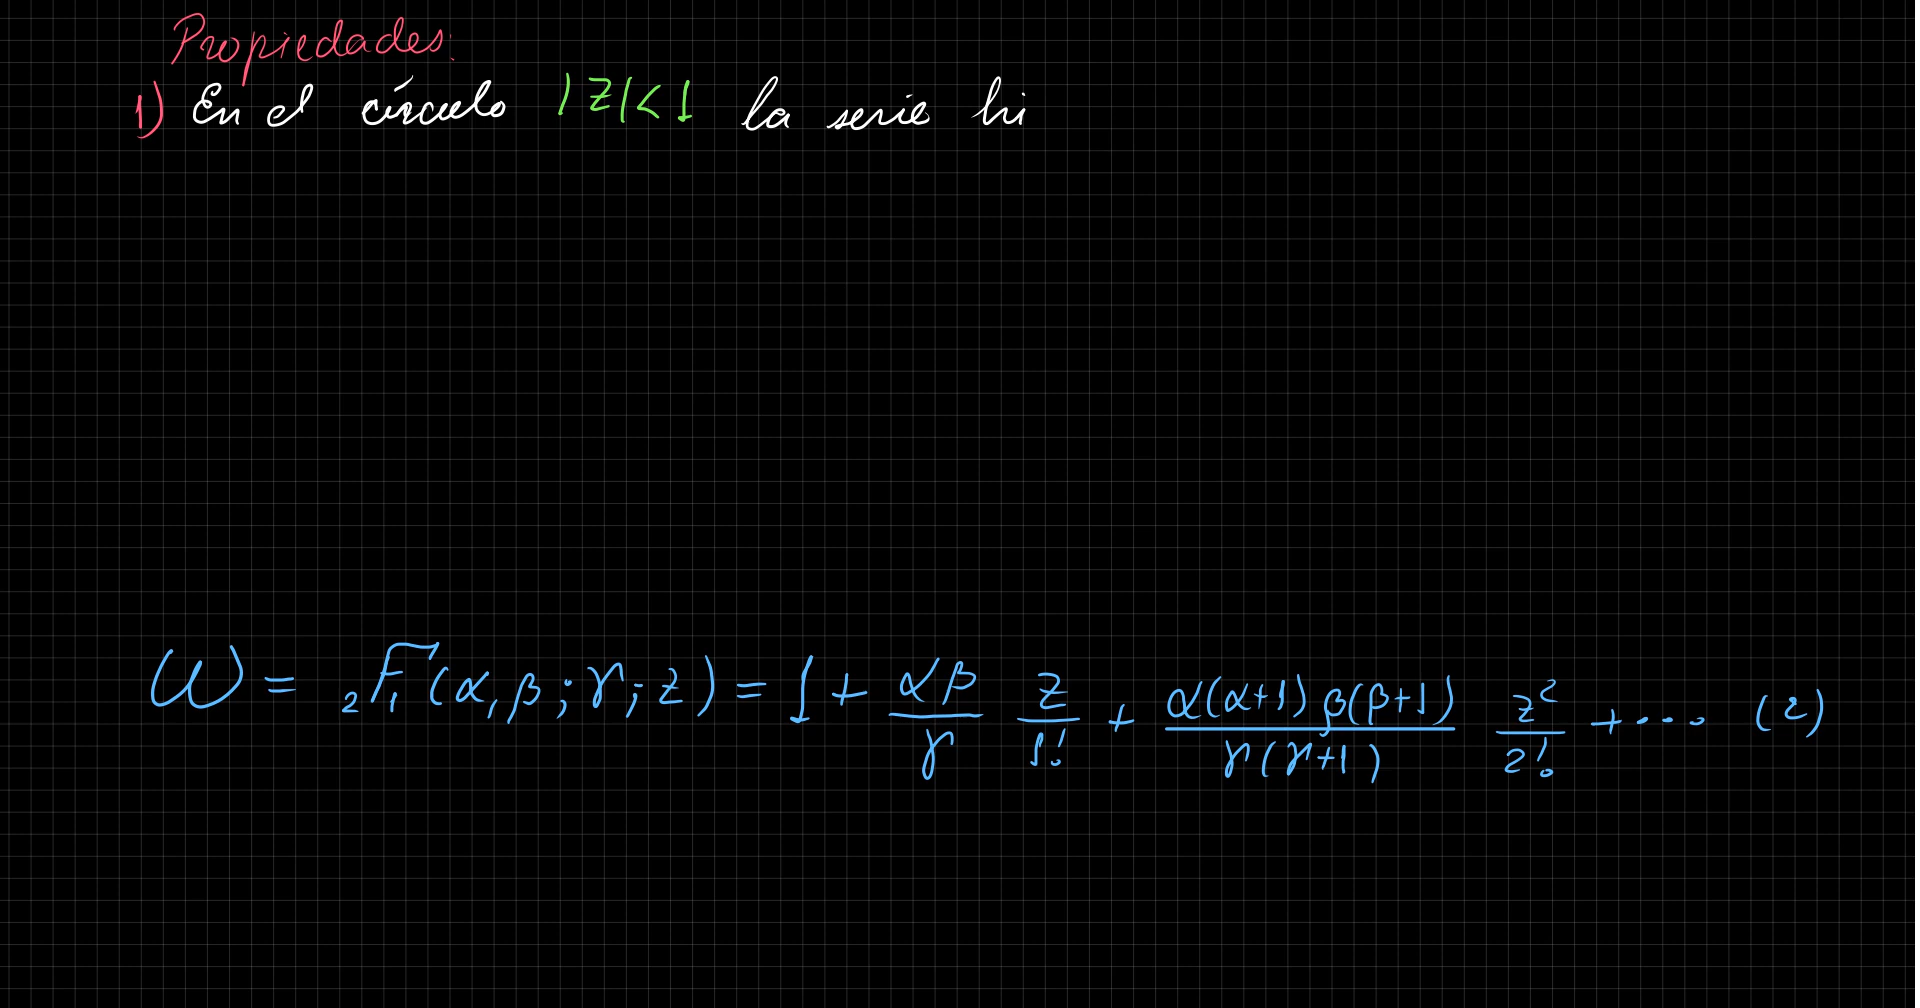 Propiedades:
1) En el círculo |z|<1 la serie hi
ω = ₂F₁(α, β; γ; z) = 1 + αβ/γ z/1! + α(α+1)β(β+1)/γ(γ+1) z²/2! + ... (2)